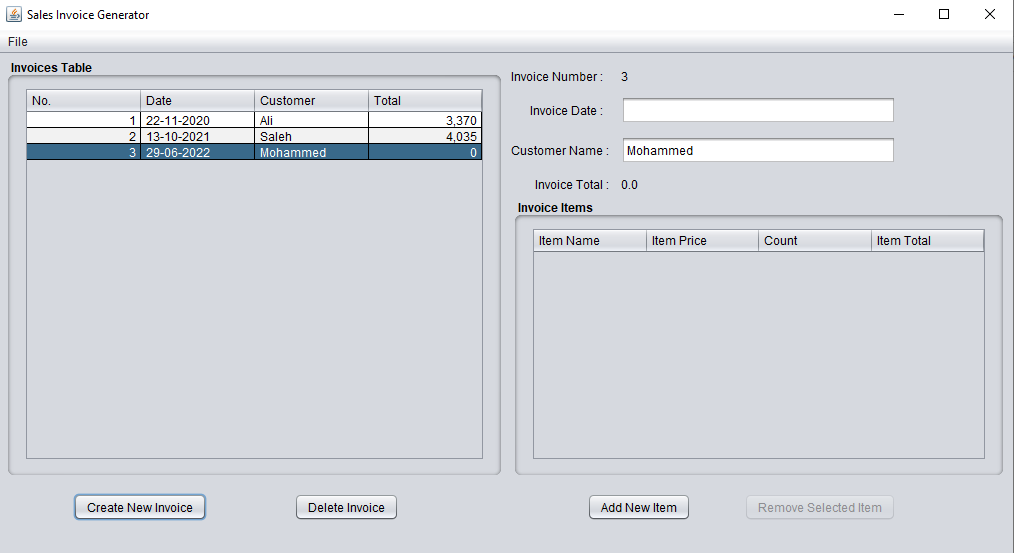 Sales Invoice Generator
File
Invoices Table
No. Date Customer Total
1 22-11-2020 Ali 3,370
2 13-10-2021 Saleh 4,035
3 29-06-2022 Mohammed 0
Create New Invoice Delete Invoice
Invoice Number : 3
Invoice Date :
Customer Name : Mohammed
Invoice Total : 0.0
Invoice Items
Item Name Item Price Count Item Total
Add New Item Remove Selected Item